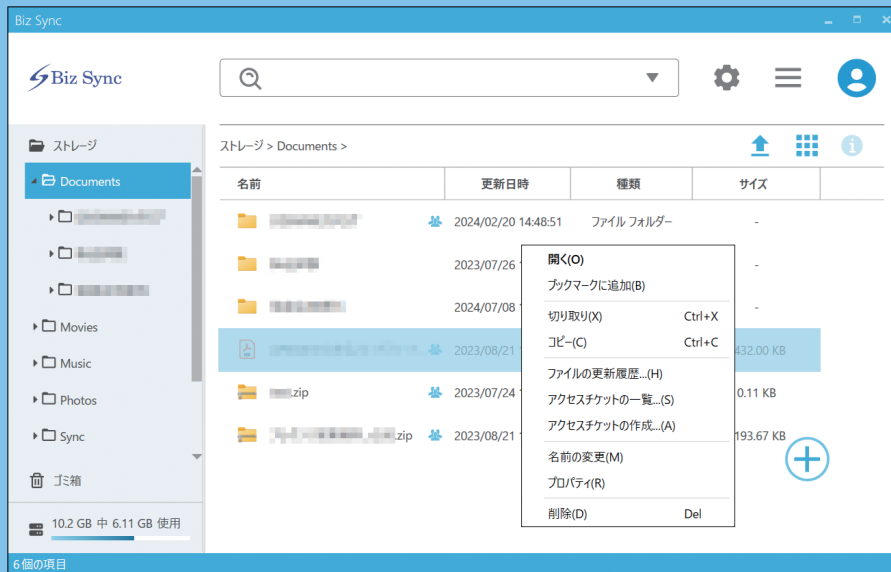 Biz Sync
Biz Sync
ストレージ
Documents
Movies
Music
Photos
Sync
ゴミ箱
10.2 GB 中 6.11 GB 使用
ストレージ > Documents >
名前 更新日時 種類 サイズ
2024/02/20 14:48:51 ファイル フォルダー -
2023/07/26 -
2024/07/08 -
2023/08/21 432.00 KB
.zip 2023/07/24 0.11 KB
.zip 2023/08/21 193.67 KB
開く(O)
ブックマークに追加(B)
切り取り(X) Ctrl+X
コピー(C) Ctrl+C
ファイルの更新履歴...(H)
アクセスチケットの一覧...(S)
アクセスチケットの作成...(A)
名前の変更(M)
プロパティ(R)
削除(D) Del
6個の項目